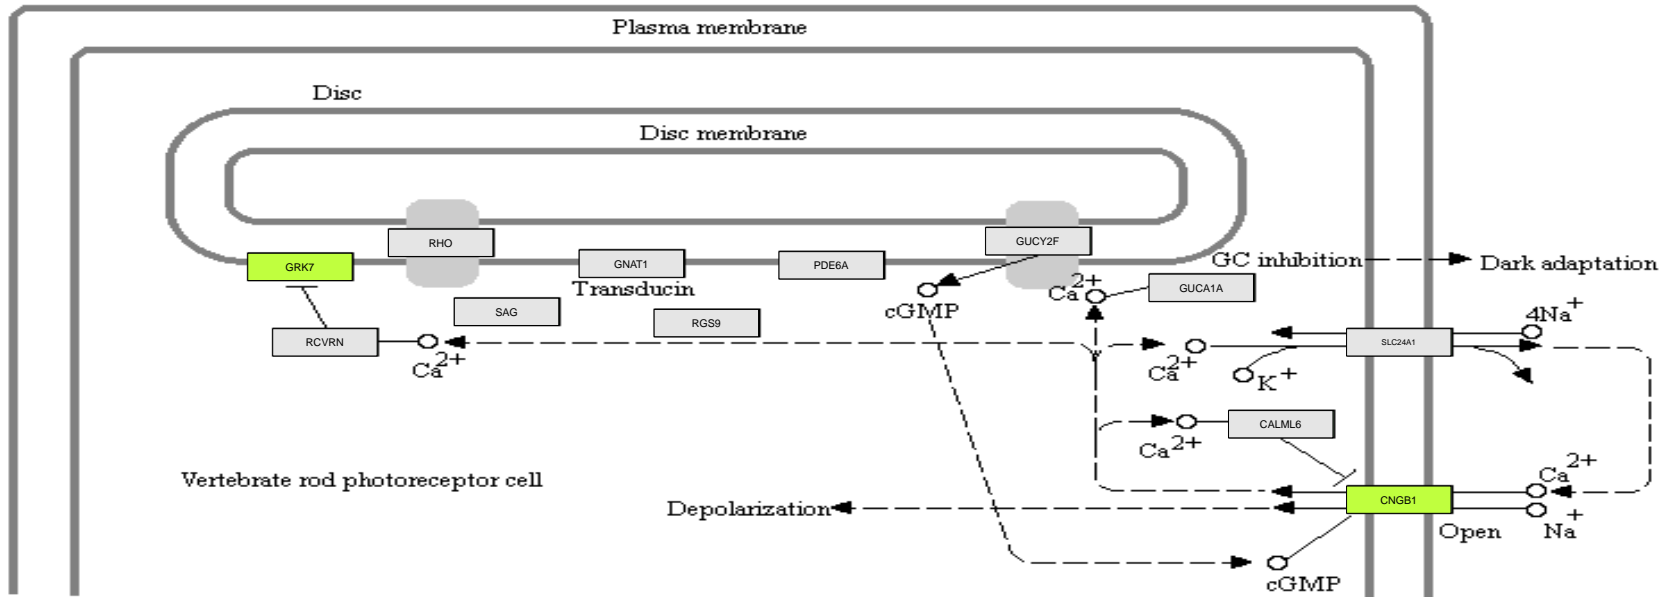 Plasma membrane
Disc
Disc membrane
RHO
GUCY2F
GRK7
GNAT1
PDE6A
GC inhibition
Dark adaptation
Transducin
Ca2+
GUCA1A
cGMP
SAG
RGS9
4Na+
RCVRN
Ca2+
SLC24A1
Ca2+
K+
CALML6
Ca2+
Vertebrate rod photoreceptor cell
Ca2+
CNGB1
Depolarization
Open
Na+
cGMP